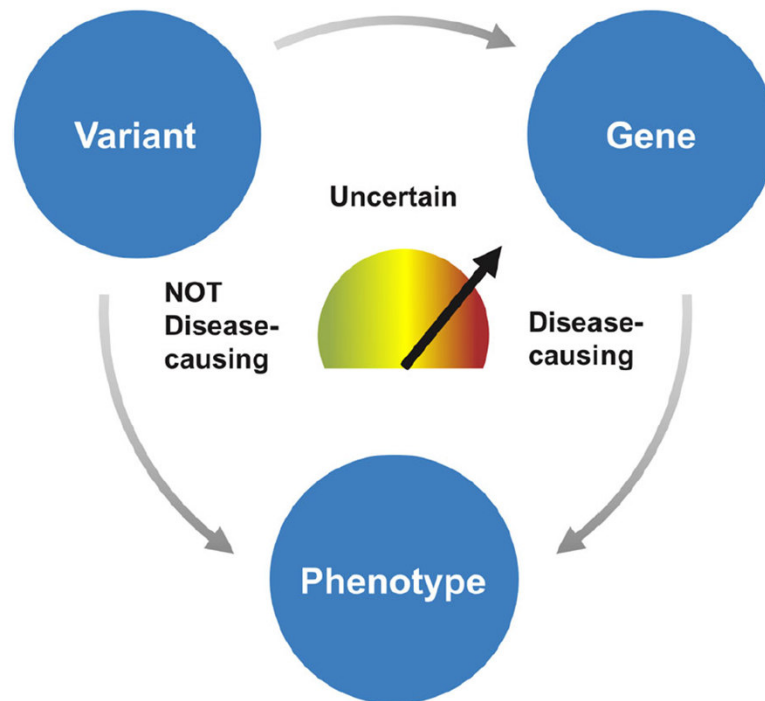 Variant
Gene
Uncertain
NOT
Disease-
causing
Disease-
causing
Phenotype